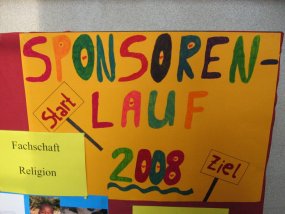 SPONSOREN-
LAUF
2008
Start
Ziel
Fachschaft
Religion